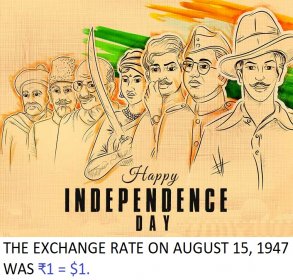 Happy
INDEPENDENCE
DAY
THE EXCHANGE RATE ON AUGUST 15, 1947
WAS ₹1 = $1.